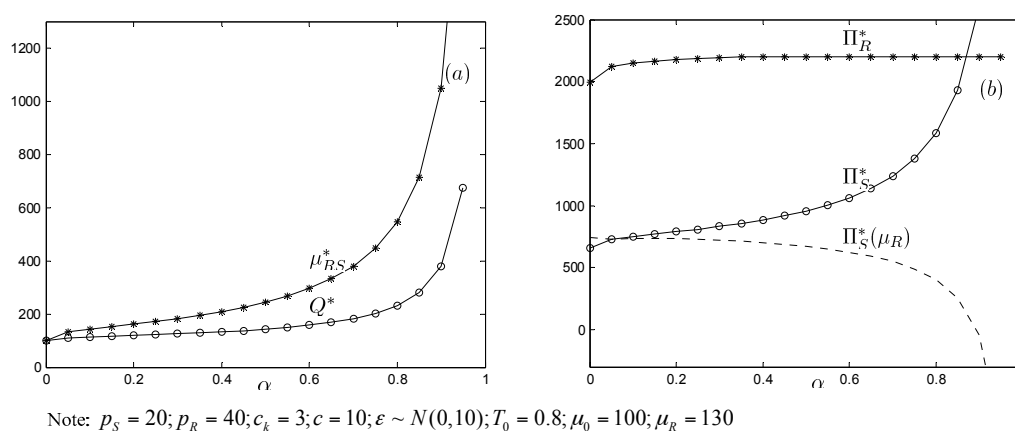 1200
1000
800
600
400
200
0
(a)
μ*RS
Q*
0 0.2 0.4 0.6 0.8 1
α
2500
2000
1500
1000
500
0
Π*R
(b)
Π*S
Π*S(μR)
0 0.2 0.4 0.6 0.8
α
Note: pS = 20; pR = 40; ck = 3; c = 10; ε ~ N(0,10); T0 = 0.8; μ0 = 100; μR = 130